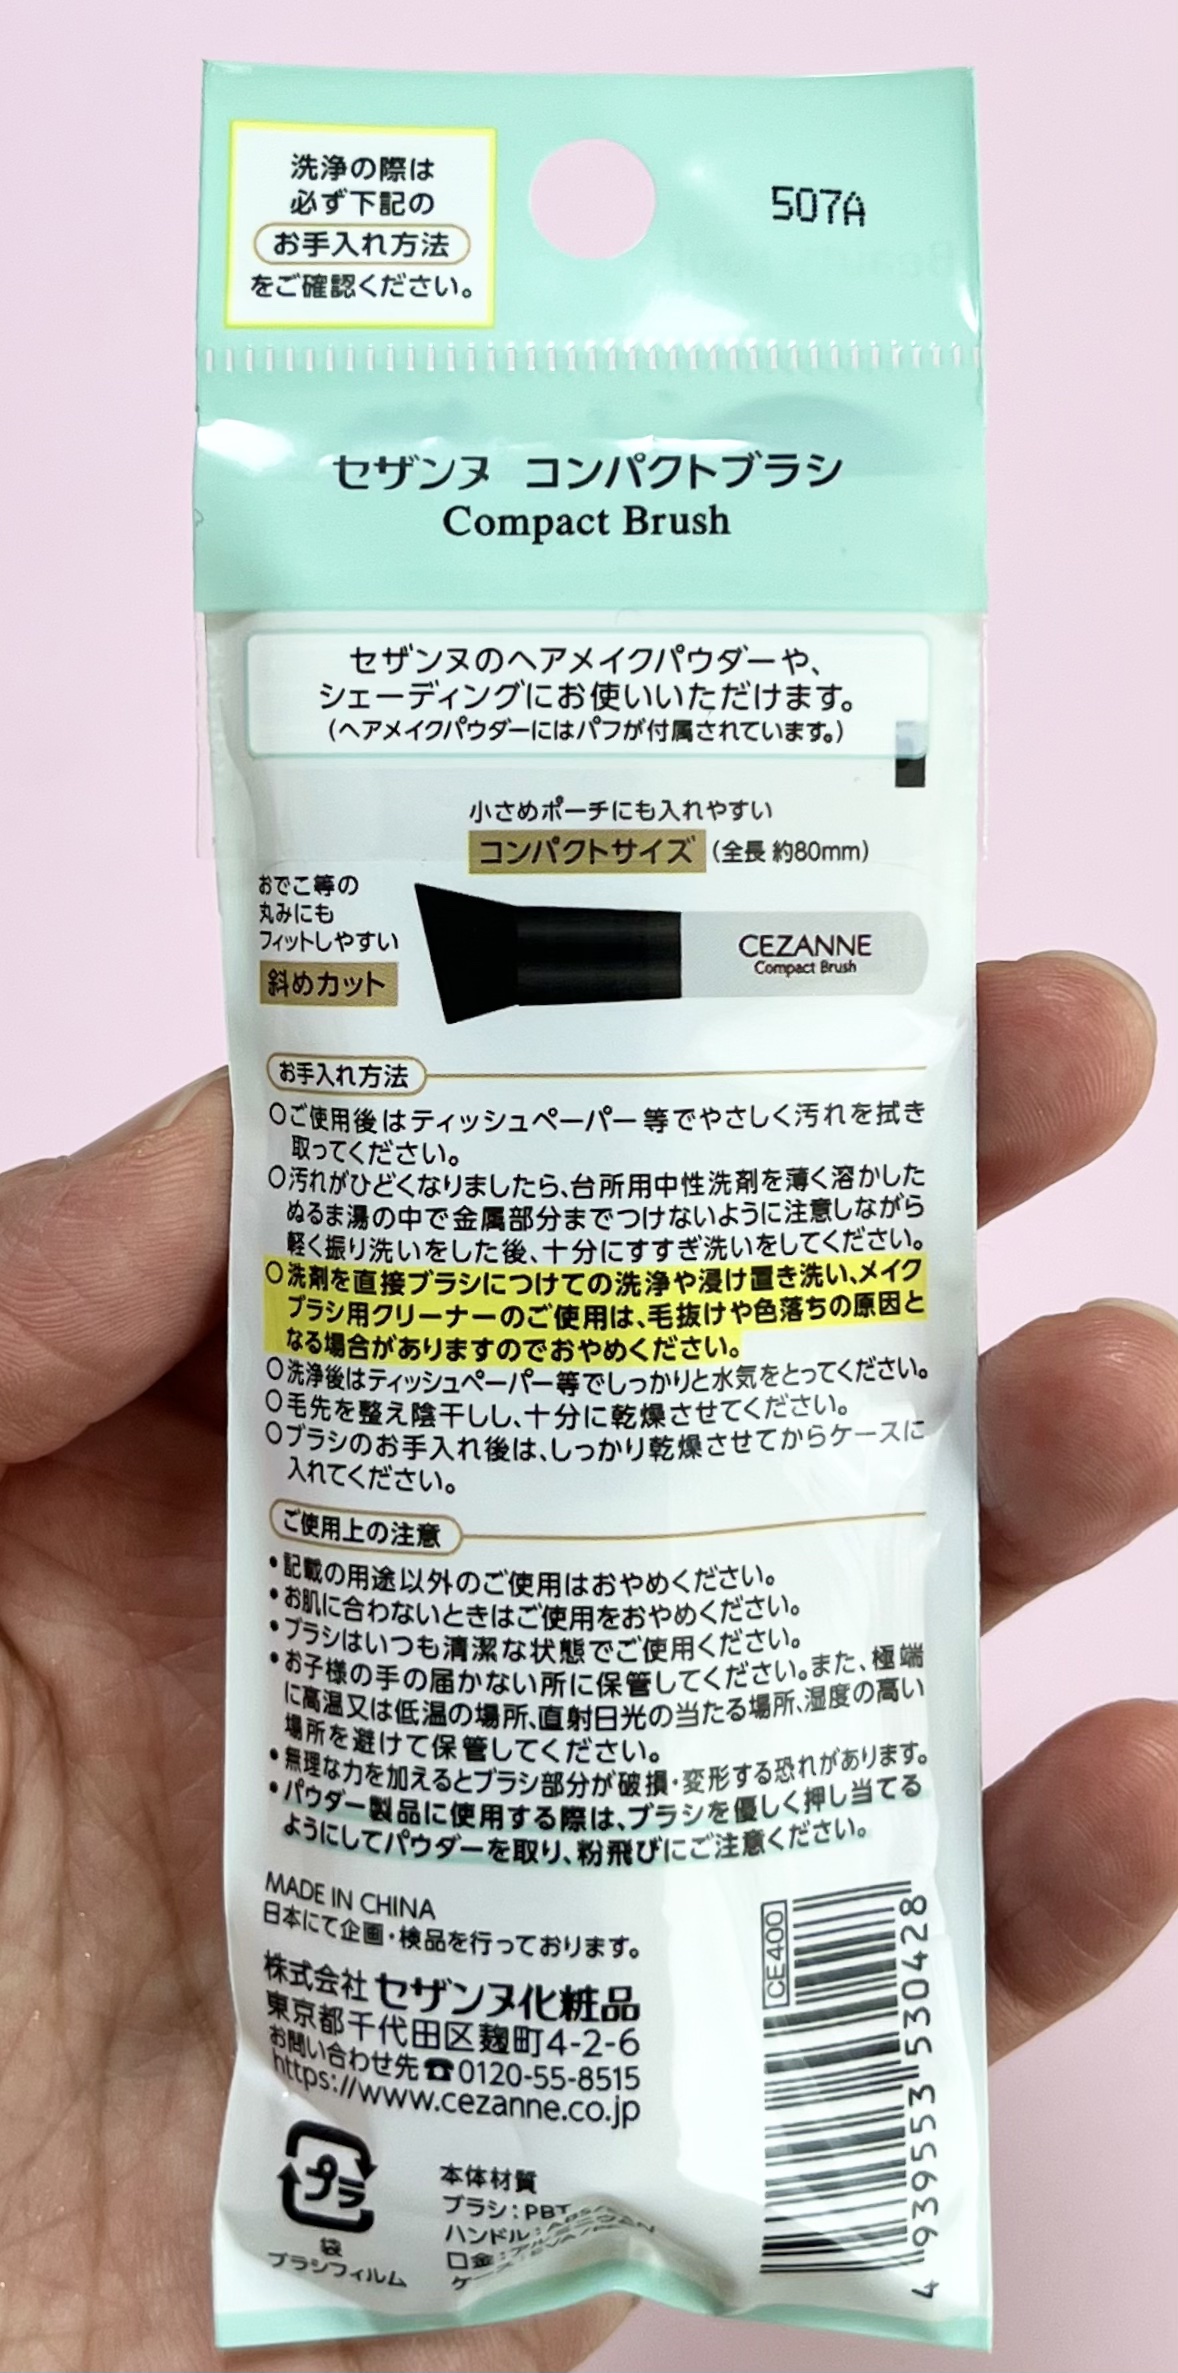 洗浄の際は
必ず下記の
お手入れ方法
をご確認ください。
507A
セザンヌ コンパクトブラシ
Compact Brush
セザンヌのヘアメイクパウダーや、
シェーディングにお使いいただけます。
(ヘアメイクパウダーにはパフが付属されています。)
小さめポーチにも入れやすい
コンパクトサイズ (全長 約80mm)
おでこ等の
丸みにも
フィットしやすい
斜めカット
CEZANNE
Compact Brush
お手入れ方法
○ご使用後はティッシュペーパー等でやさしく汚れを拭き
取ってください。
○汚れがひどくなりましたら、台所用中性洗剤を薄く溶かした
ぬるま湯の中で金属部分までつけないように注意しながら
軽く振り洗いをした後、十分にすすぎ洗いをしてください。
○洗剤を直接ブラシにつけての洗浄や浸け置き洗い、メイク
ブラシ用クリーナーのご使用は、毛抜けや色落ちの原因と
なる場合がありますのでおやめください。
○洗浄後はティッシュペーパー等でしっかりと水気をとってください。
○毛先を整え陰干しし、十分に乾燥させてください。
○ブラシのお手入れ後は、しっかり乾燥させてからケースに
入れてください。
ご使用上の注意
・記載の用途以外のご使用はおやめください。
・お肌に合わないときはご使用をおやめください。
・ブラシはいつも清潔な状態でご使用ください。
・お子様の手の届かない所に保管してください。また、極端
に高温又は低温の場所、直射日光の当たる場所、湿度の高い
場所を避けて保管してください。
・無理な力を加えるとブラシ部分が破損・変形する恐れがあります。
・パウダー製品に使用する際は、ブラシを優しく押し当てる
ようにしてパウダーを取り、粉飛びにご注意ください。
MADE IN CHINA
日本にて企画・検品を行っております。
株式会社 セザンヌ化粧品
東京都千代田区麹町4-2-6
お問い合わせ先☎0120-55-8515
https://www.cezanne.co.jp
CE400
4939553530428
プラ
袋
ブラシフィルム
本体材質
ブラシ:PBT
ハンドル:
口金: